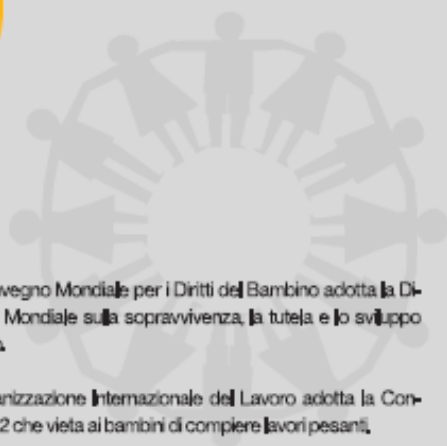 vegno Mondiale per i Diritti del Bambino adotta la Di-
Mondiale sulla sopravvivenza, la tutela e lo sviluppo
anizzazione Internazionale del Lavoro adotta la Con-
2 che vieta ai bambini di compiere lavori pesanti.